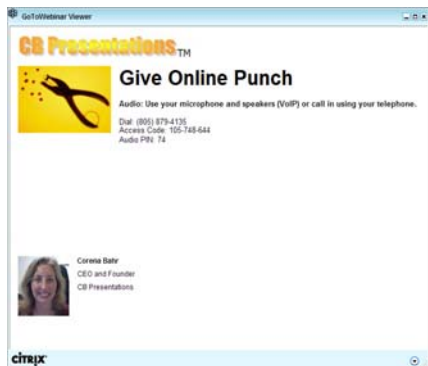 GoToWebinar Viewer
CB Presentations TM
Give Online Punch
Audio: Use your microphone and speakers (VoIP) or call in using your telephone.
Dial: (805) 879-4135
Access Code: 105-748-644
Audio PIN: 74
Corena Bahr
CEO and Founder
CB Presentations
CITRIX